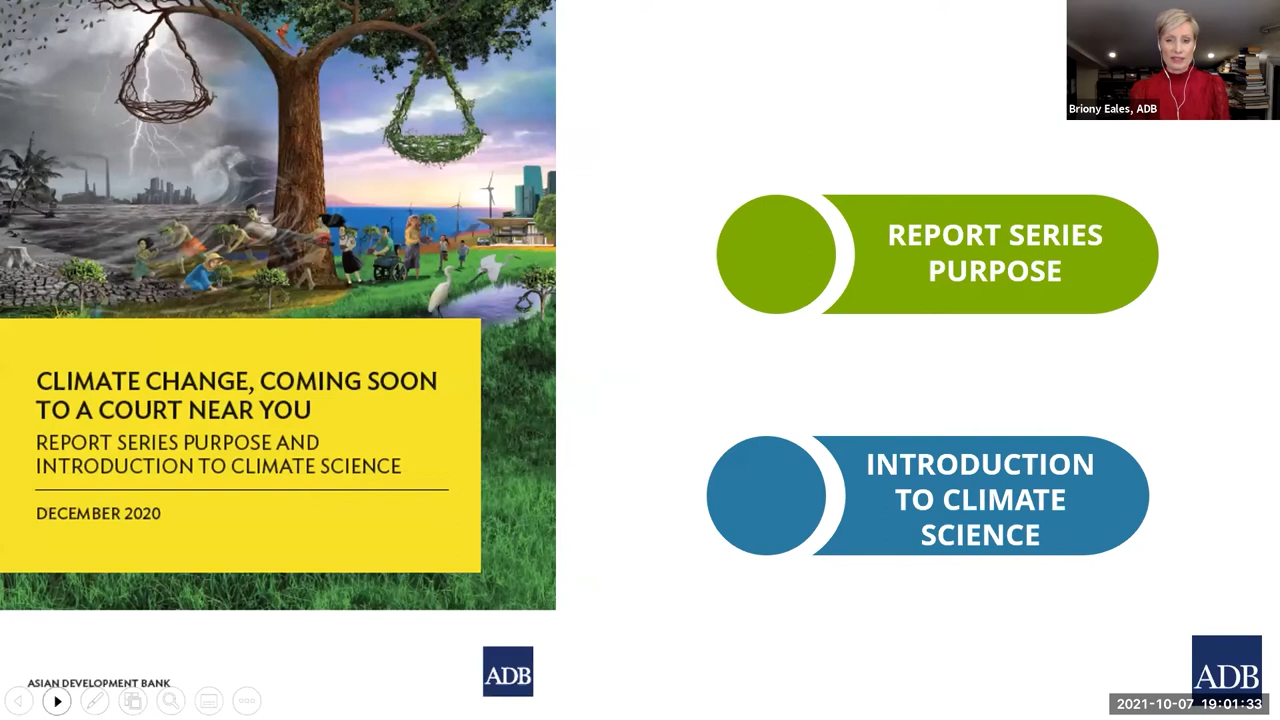 Briony Eales, ADB
REPORT SERIES
PURPOSE
CLIMATE CHANGE, COMING SOON
TO A COURT NEAR YOU
REPORT SERIES PURPOSE AND
INTRODUCTION TO CLIMATE SCIENCE
DECEMBER 2020
INTRODUCTION
TO CLIMATE
SCIENCE
ASIAN DEVELOPMENT BANK
ADB
ADB
2021-10-07 19:01:33